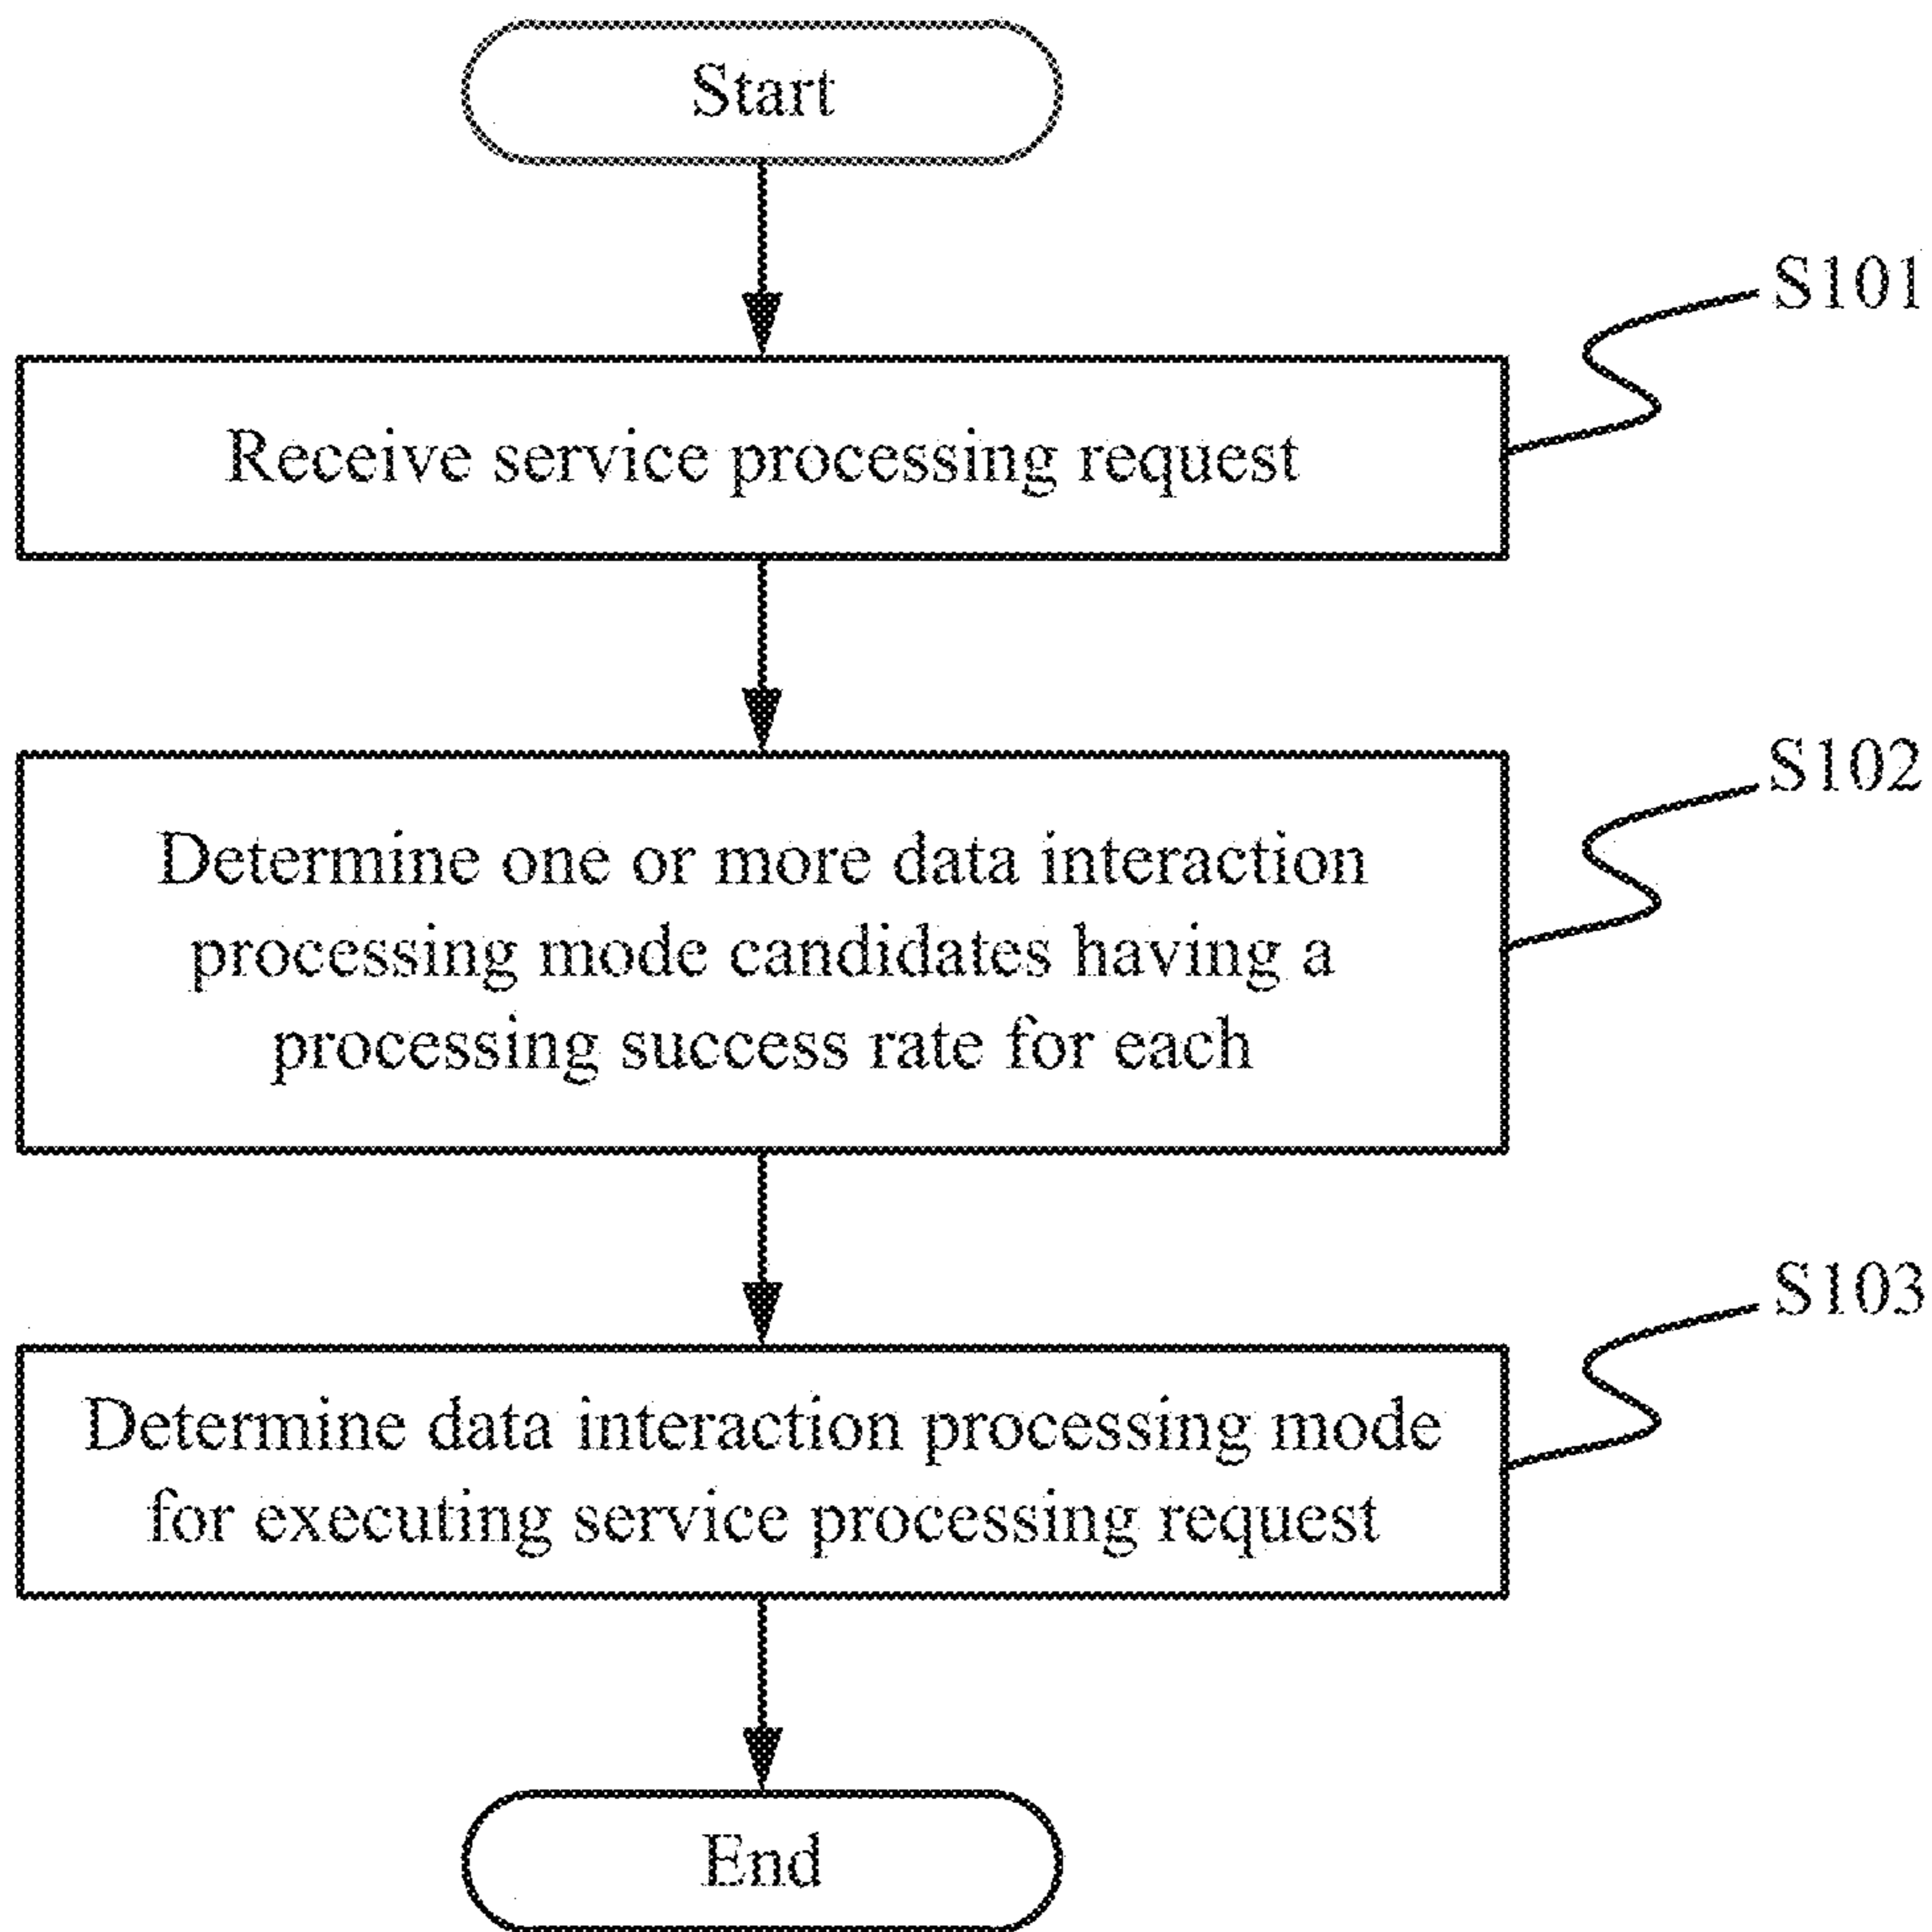 Start
S101
Receive service processing request
S102
Determine one or more data interaction
processing mode candidates having a
processing success rate for each
S103
Determine data interaction processing mode
for executing service processing request
End